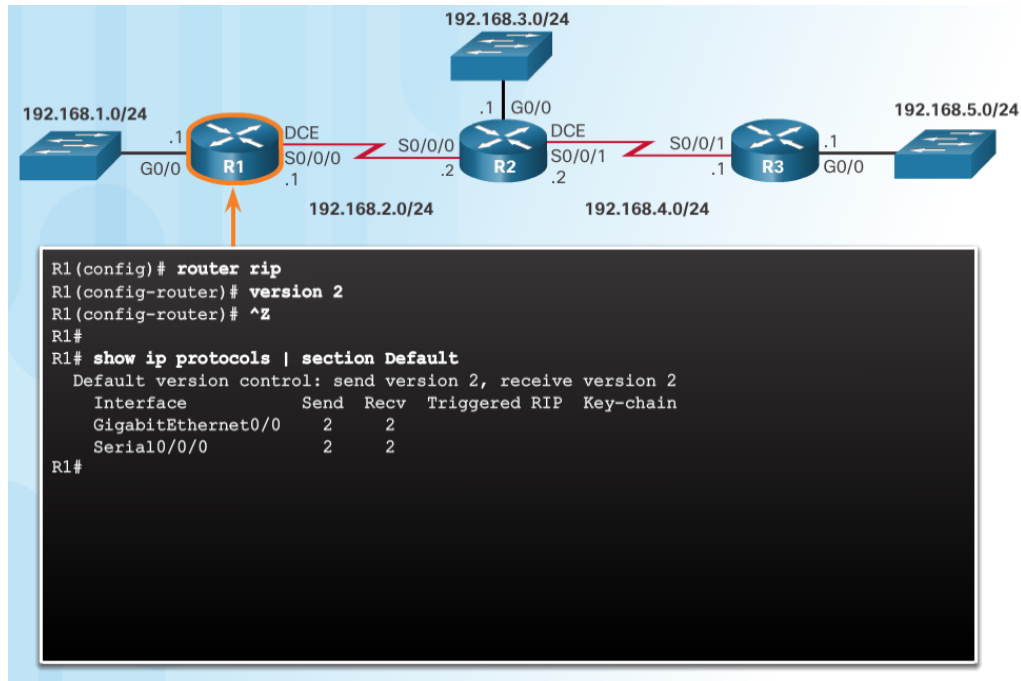 192.168.3.0/24
192.168.1.0/24
.1
G0/0
192.168.5.0/24
.1
G0/0
R1
DCE
S0/0/0
.1
S0/0/0
.2
R2
DCE
S0/0/1
.2
S0/0/1
.1
R3
.1
G0/0
192.168.2.0/24
192.168.4.0/24
R1(config)# router rip
R1(config-router)# version 2
R1(config-router)# ^Z
R1#
R1# show ip protocols | section Default
Default version control: send version 2, receive version 2
Interface Send Recv Triggered RIP Key-chain
GigabitEthernet0/0 2 2
Serial0/0/0 2 2
R1#